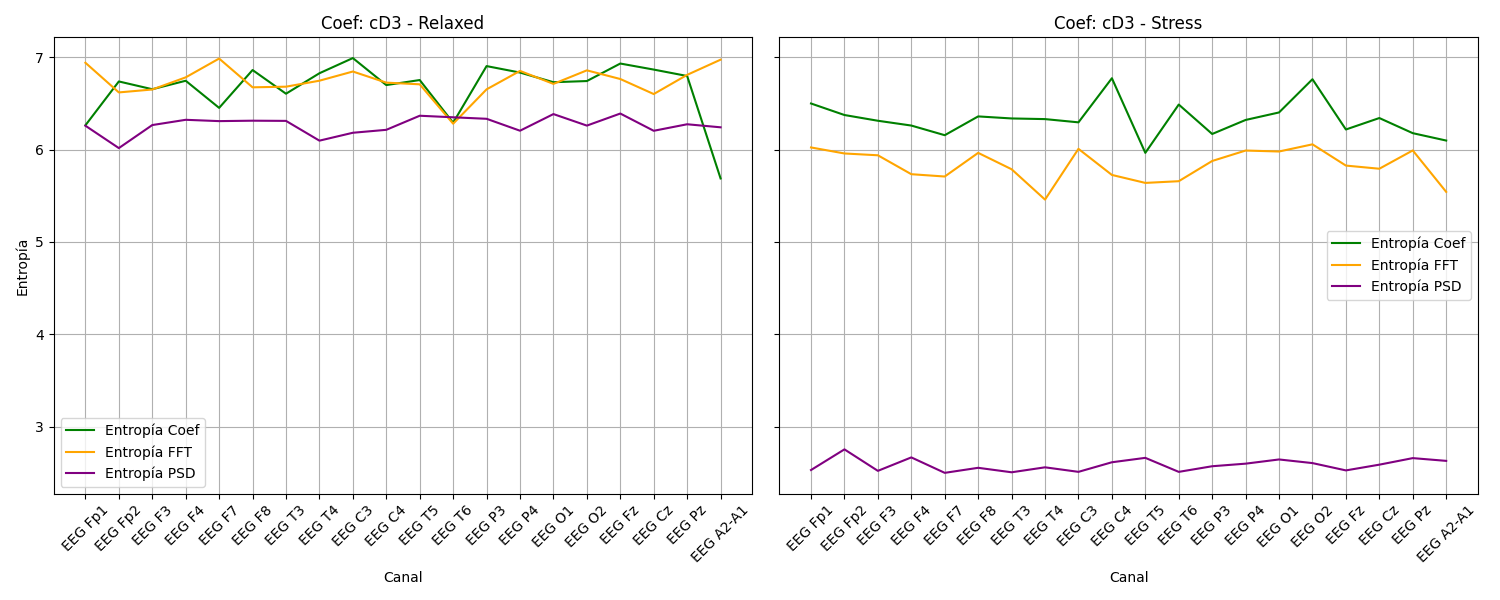 Coef: cD3 - Relaxed
Entropía
7
6
5
4
3
Entropía Coef
Entropía FFT
Entropía PSD
EEG Fp1
EEG Fp2
EEG F3
EEG F4
EEG F7
EEG F8
EEG T3
EEG T4
EEG C3
EEG C4
EEG T5
EEG T6
EEG P3
EEG P4
EEG O1
EEG O2
EEG Fz
EEG Cz
EEG Pz
EEG A2-A1
Canal
Coef: cD3 - Stress
Entropía Coef
Entropía FFT
Entropía PSD
EEG Fp1
EEG Fp2
EEG F3
EEG F4
EEG F7
EEG F8
EEG T3
EEG T4
EEG C3
EEG C4
EEG T5
EEG T6
EEG P3
EEG P4
EEG O1
EEG O2
EEG Fz
EEG Cz
EEG Pz
EEG A2-A1
Canal